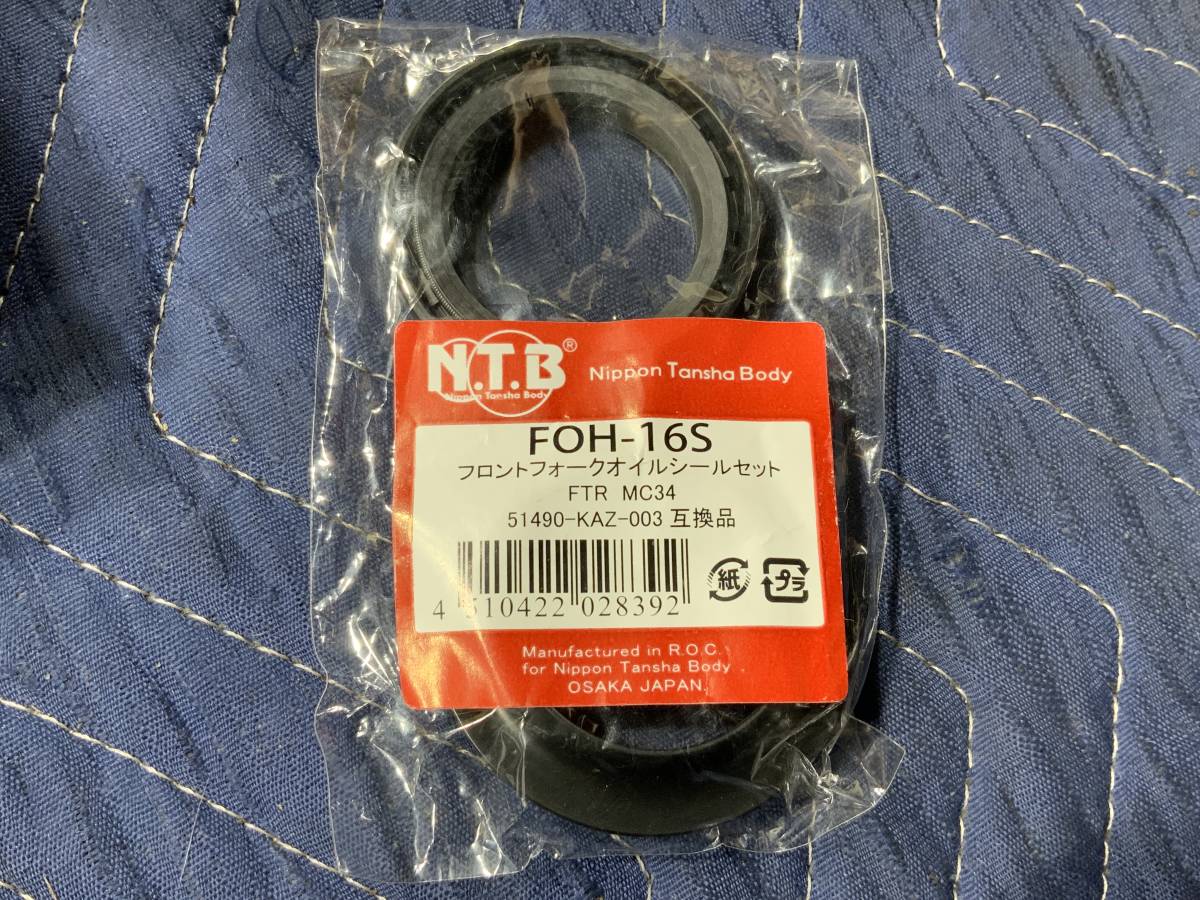 N.T.B®
Nippon Tansha Body
Nippon Tansha Body
FOH-16S
フロントフォークオイルシールセット
FTR MC34
51490-KAZ-003 互換品
4 510422 028392
紙
プラ
Manufactured in R.O.C.
for Nippon Tansha Body
OSAKA JAPAN.